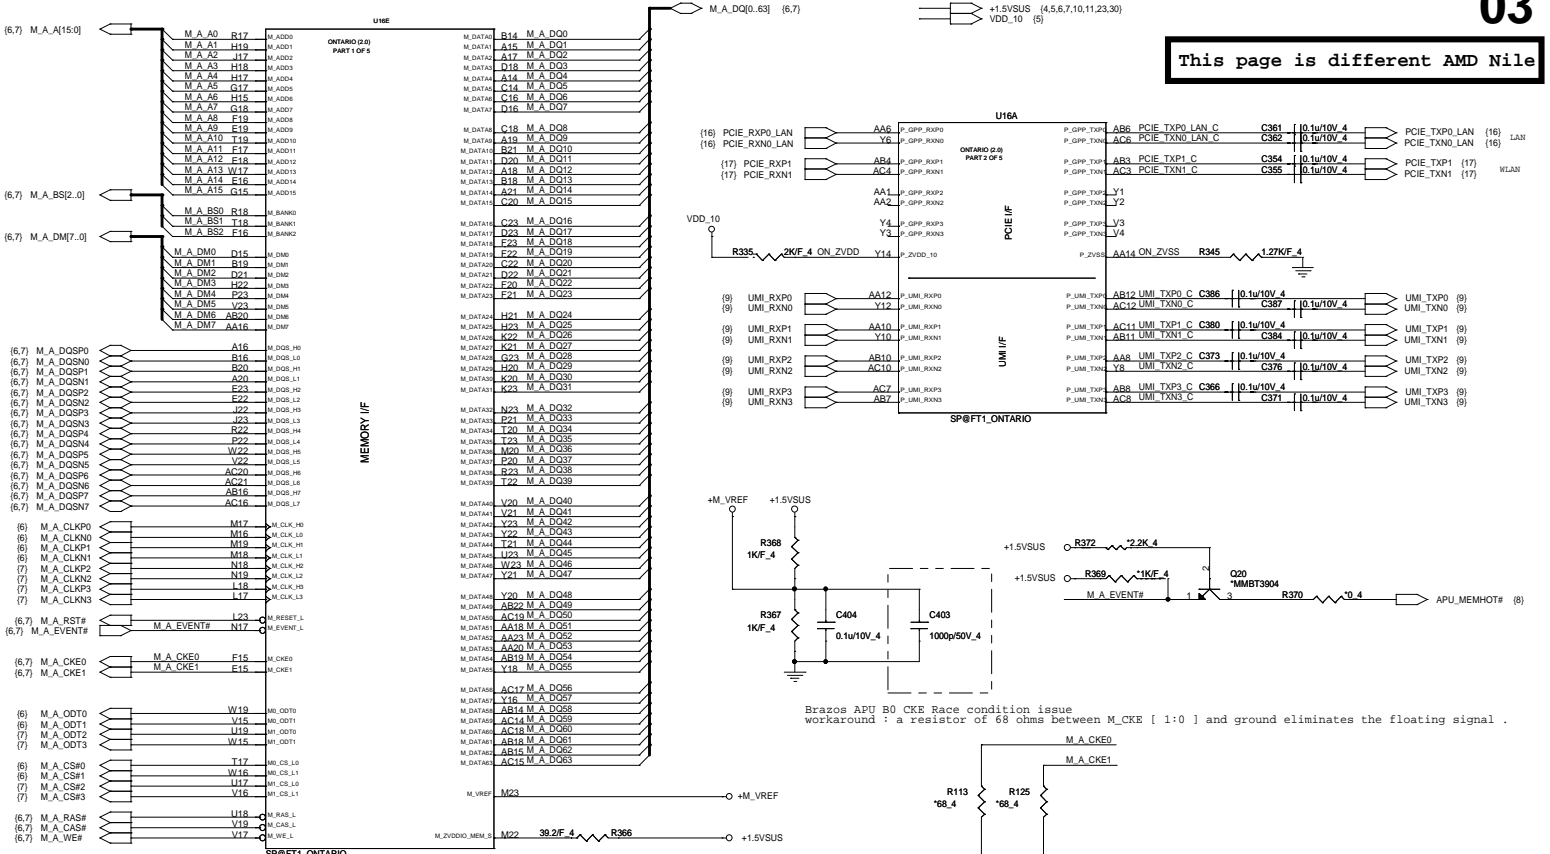 03
This page is different AMD Nile
M_A_DQ[0..63] {6,7}
+1.5VSUS {4,5,6,7,10,11,23,30}
VDD_10 {5}
U16E
ONTARIO (2.0)
PART 1 OF 5
MEMORY I/F
SP@FT1_ONTARIO
{6,7} M_A_A[15:0]
M_A_A0 R17 M_ADD0
M_A_A1 H19 M_ADD1
M_A_A2 J17 M_ADD2
M_A_A3 H18 M_ADD3
M_A_A4 H17 M_ADD4
M_A_A5 G17 M_ADD5
M_A_A6 H15 M_ADD6
M_A_A7 G18 M_ADD7
M_A_A8 F19 M_ADD8
M_A_A9 E19 M_ADD9
M_A_A10 T19 M_ADD10
M_A_A11 F17 M_ADD11
M_A_A12 E18 M_ADD12
M_A_A13 W17 M_ADD13
M_A_A14 E16 M_ADD14
M_A_A15 G15 M_ADD15
{6,7} M_A_BS[2..0]
M_A_BS0 R18 M_BANK0
M_A_BS1 T18 M_BANK1
M_A_BS2 F16 M_BANK2
{6,7} M_A_DM[7..0]
M_A_DM0 D15 M_DM0
M_A_DM1 B19 M_DM1
M_A_DM2 D21 M_DM2
M_A_DM3 H22 M_DM3
M_A_DM4 P23 M_DM4
M_A_DM5 V23 M_DM5
M_A_DM6 AB20 M_DM6
M_A_DM7 AA16 M_DM7
{6,7} M_A_DQSP0 A16 M_DQS_H0
{6,7} M_A_DQSN0 B16 M_DQS_L0
{6,7} M_A_DQSP1 B20 M_DQS_H1
{6,7} M_A_DQSN1 A20 M_DQS_L1
{6,7} M_A_DQSP2 E23 M_DQS_H2
{6,7} M_A_DQSN2 E22 M_DQS_L2
{6,7} M_A_DQSP3 J22 M_DQS_H3
{6,7} M_A_DQSN3 J23 M_DQS_L3
{6,7} M_A_DQSP4 R22 M_DQS_H4
{6,7} M_A_DQSN4 P22 M_DQS_L4
{6,7} M_A_DQSP5 W22 M_DQS_H5
{6,7} M_A_DQSN5 V22 M_DQS_L5
{6,7} M_A_DQSP6 AC20 M_DQS_H6
{6,7} M_A_DQSN6 AC21 M_DQS_L6
{6,7} M_A_DQSP7 AB16 M_DQS_H7
{6,7} M_A_DQSN7 AC16 M_DQS_L7
{6} M_A_CLKP0 M17 M_CLK_H0
{6} M_A_CLKN0 M16 M_CLK_L0
{6} M_A_CLKP1 M19 M_CLK_H1
{6} M_A_CLKN1 M18 M_CLK_L1
{7} M_A_CLKP2 N18 M_CLK_H2
{7} M_A_CLKN2 N19 M_CLK_L2
{7} M_A_CLKP3 L18 M_CLK_H3
{7} M_A_CLKN3 L17 M_CLK_L3
{6,7} M_A_RST# L23 M_RESET_L
{6,7} M_A_EVENT# M_A_EVENT# N17 M_EVENT_L
{6,7} M_A_CKE0 M_A_CKE0 F15 M_CKE0
{6,7} M_A_CKE1 M_A_CKE1 E15 M_CKE1
{6} M_A_ODT0 W19 M0_ODT0
{6} M_A_ODT1 V15 M0_ODT1
{7} M_A_ODT2 U19 M1_ODT0
{7} M_A_ODT3 W15 M1_ODT1
{6} M_A_CS#0 T17 M0_CS_L0
{6} M_A_CS#1 W16 M0_CS_L1
{7} M_A_CS#2 U17 M1_CS_L0
{7} M_A_CS#3 V16 M1_CS_L1
{6,7} M_A_RAS# U18 M_RAS_L
{6,7} M_A_CAS# V19 M_CAS_L
{6,7} M_A_WE# V17 M_WE_L
M_DATA0 B14 M_A_DQ0
M_DATA1 A15 M_A_DQ1
M_DATA2 A17 M_A_DQ2
M_DATA3 D18 M_A_DQ3
M_DATA4 A14 M_A_DQ4
M_DATA5 C14 M_A_DQ5
M_DATA6 C16 M_A_DQ6
M_DATA7 D16 M_A_DQ7
M_DATA8 C18 M_A_DQ8
M_DATA9 A19 M_A_DQ9
M_DATA10 B21 M_A_DQ10
M_DATA11 D20 M_A_DQ11
M_DATA12 A18 M_A_DQ12
M_DATA13 B18 M_A_DQ13
M_DATA14 A21 M_A_DQ14
M_DATA15 C20 M_A_DQ15
M_DATA16 C23 M_A_DQ16
M_DATA17 D23 M_A_DQ17
M_DATA18 F23 M_A_DQ18
M_DATA19 F22 M_A_DQ19
M_DATA20 C22 M_A_DQ20
M_DATA21 D22 M_A_DQ21
M_DATA22 F20 M_A_DQ22
M_DATA23 F21 M_A_DQ23
M_DATA24 H21 M_A_DQ24
M_DATA25 H23 M_A_DQ25
M_DATA26 K22 M_A_DQ26
M_DATA27 K21 M_A_DQ27
M_DATA28 G23 M_A_DQ28
M_DATA29 H20 M_A_DQ29
M_DATA30 K20 M_A_DQ30
M_DATA31 K23 M_A_DQ31
M_DATA32 N23 M_A_DQ32
M_DATA33 P21 M_A_DQ33
M_DATA34 T20 M_A_DQ34
M_DATA35 T23 M_A_DQ35
M_DATA36 M20 M_A_DQ36
M_DATA37 P20 M_A_DQ37
M_DATA38 R23 M_A_DQ38
M_DATA39 T22 M_A_DQ39
M_DATA40 V20 M_A_DQ40
M_DATA41 V21 M_A_DQ41
M_DATA42 Y23 M_A_DQ42
M_DATA43 Y22 M_A_DQ43
M_DATA44 T21 M_A_DQ44
M_DATA45 U23 M_A_DQ45
M_DATA46 W23 M_A_DQ46
M_DATA47 Y21 M_A_DQ47
M_DATA48 Y20 M_A_DQ48
M_DATA49 AB22 M_A_DQ49
M_DATA50 AC19 M_A_DQ50
M_DATA51 AA18 M_A_DQ51
M_DATA52 AA23 M_A_DQ52
M_DATA53 AA20 M_A_DQ53
M_DATA54 AB19 M_A_DQ54
M_DATA55 Y18 M_A_DQ55
M_DATA56 AC17 M_A_DQ56
M_DATA57 Y16 M_A_DQ57
M_DATA58 AB14 M_A_DQ58
M_DATA59 AC14 M_A_DQ59
M_DATA60 AC18 M_A_DQ60
M_DATA61 AB18 M_A_DQ61
M_DATA62 AB15 M_A_DQ62
M_DATA63 AC15 M_A_DQ63
M_VREF M23 +M_VREF
M_ZVDDIO_MEM_S M22 39.2/F_4 R366 +1.5VSUS
U16A
ONTARIO (2.0)
PART 2 OF 5
PCIE I/F
UMI I/F
SP@FT1_ONTARIO
{16} PCIE_RXP0_LAN AA6 P_GPP_RXP0
{16} PCIE_RXN0_LAN Y6 P_GPP_RXN0
{17} PCIE_RXP1 AB4 P_GPP_RXP1
{17} PCIE_RXN1 AC4 P_GPP_RXN1
AA1 P_GPP_RXP2
AA2 P_GPP_RXN2
Y4 P_GPP_RXP3
Y3 P_GPP_RXN3
VDD_10
R335 2K/F_4 ON_ZVDD Y14 P_ZVDD_10
{9} UMI_RXP0 AA12 P_UMI_RXP0
{9} UMI_RXN0 Y12 P_UMI_RXN0
{9} UMI_RXP1 AA10 P_UMI_RXP1
{9} UMI_RXN1 Y10 P_UMI_RXN1
{9} UMI_RXP2 AB10 P_UMI_RXP2
{9} UMI_RXN2 AC10 P_UMI_RXN2
{9} UMI_RXP3 AC7 P_UMI_RXP3
{9} UMI_RXN3 AB7 P_UMI_RXN3
P_GPP_TXP0 AB6 PCIE_TXP0_LAN_C C361 0.1u/10V_4 PCIE_TXP0_LAN {16}
P_GPP_TXN0 AC6 PCIE_TXN0_LAN_C C362 0.1u/10V_4 PCIE_TXN0_LAN {16}
LAN
P_GPP_TXP1 AB3 PCIE_TXP1_C C354 0.1u/10V_4 PCIE_TXP1 {17}
P_GPP_TXN1 AC3 PCIE_TXN1_C C355 0.1u/10V_4 PCIE_TXN1 {17}
WLAN
P_GPP_TXP2 Y1
P_GPP_TXN2 Y2
P_GPP_TXP3 V3
P_GPP_TXN3 V4
P_ZVSS AA14 ON_ZVSS R345 1.27K/F_4
P_UMI_TXP0 AB12 UMI_TXP0_C C386 0.1u/10V_4 UMI_TXP0 {9}
P_UMI_TXN0 AC12 UMI_TXN0_C C387 0.1u/10V_4 UMI_TXN0 {9}
P_UMI_TXP1 AC11 UMI_TXP1_C C380 0.1u/10V_4 UMI_TXP1 {9}
P_UMI_TXN1 AB11 UMI_TXN1_C C384 0.1u/10V_4 UMI_TXN1 {9}
P_UMI_TXP2 AA8 UMI_TXP2_C C373 0.1u/10V_4 UMI_TXP2 {9}
P_UMI_TXN2 Y8 UMI_TXN2_C C376 0.1u/10V_4 UMI_TXN2 {9}
P_UMI_TXP3 AB8 UMI_TXP3_C C366 0.1u/10V_4 UMI_TXP3 {9}
P_UMI_TXN3 AC8 UMI_TXN3_C C371 0.1u/10V_4 UMI_TXN3 {9}
+M_VREF +1.5VSUS
R368
1K/F_4
R367
1K/F_4
C404
0.1u/10V_4
C403
1000p/50V_4
+1.5VSUS R372 *2.2K_4
+1.5VSUS R369 *1K/F_4
M_A_EVENT# 1 2 3
Q20
*MMBT3904
R370 *0_4 APU_MEMHOT# {8}
Brazos APU B0 CKE Race condition issue
workaround : a resistor of 68 ohms between M_CKE [ 1:0 ] and ground eliminates the floating signal .
M_A_CKE0
M_A_CKE1
R113
*68_4
R125
*68_4